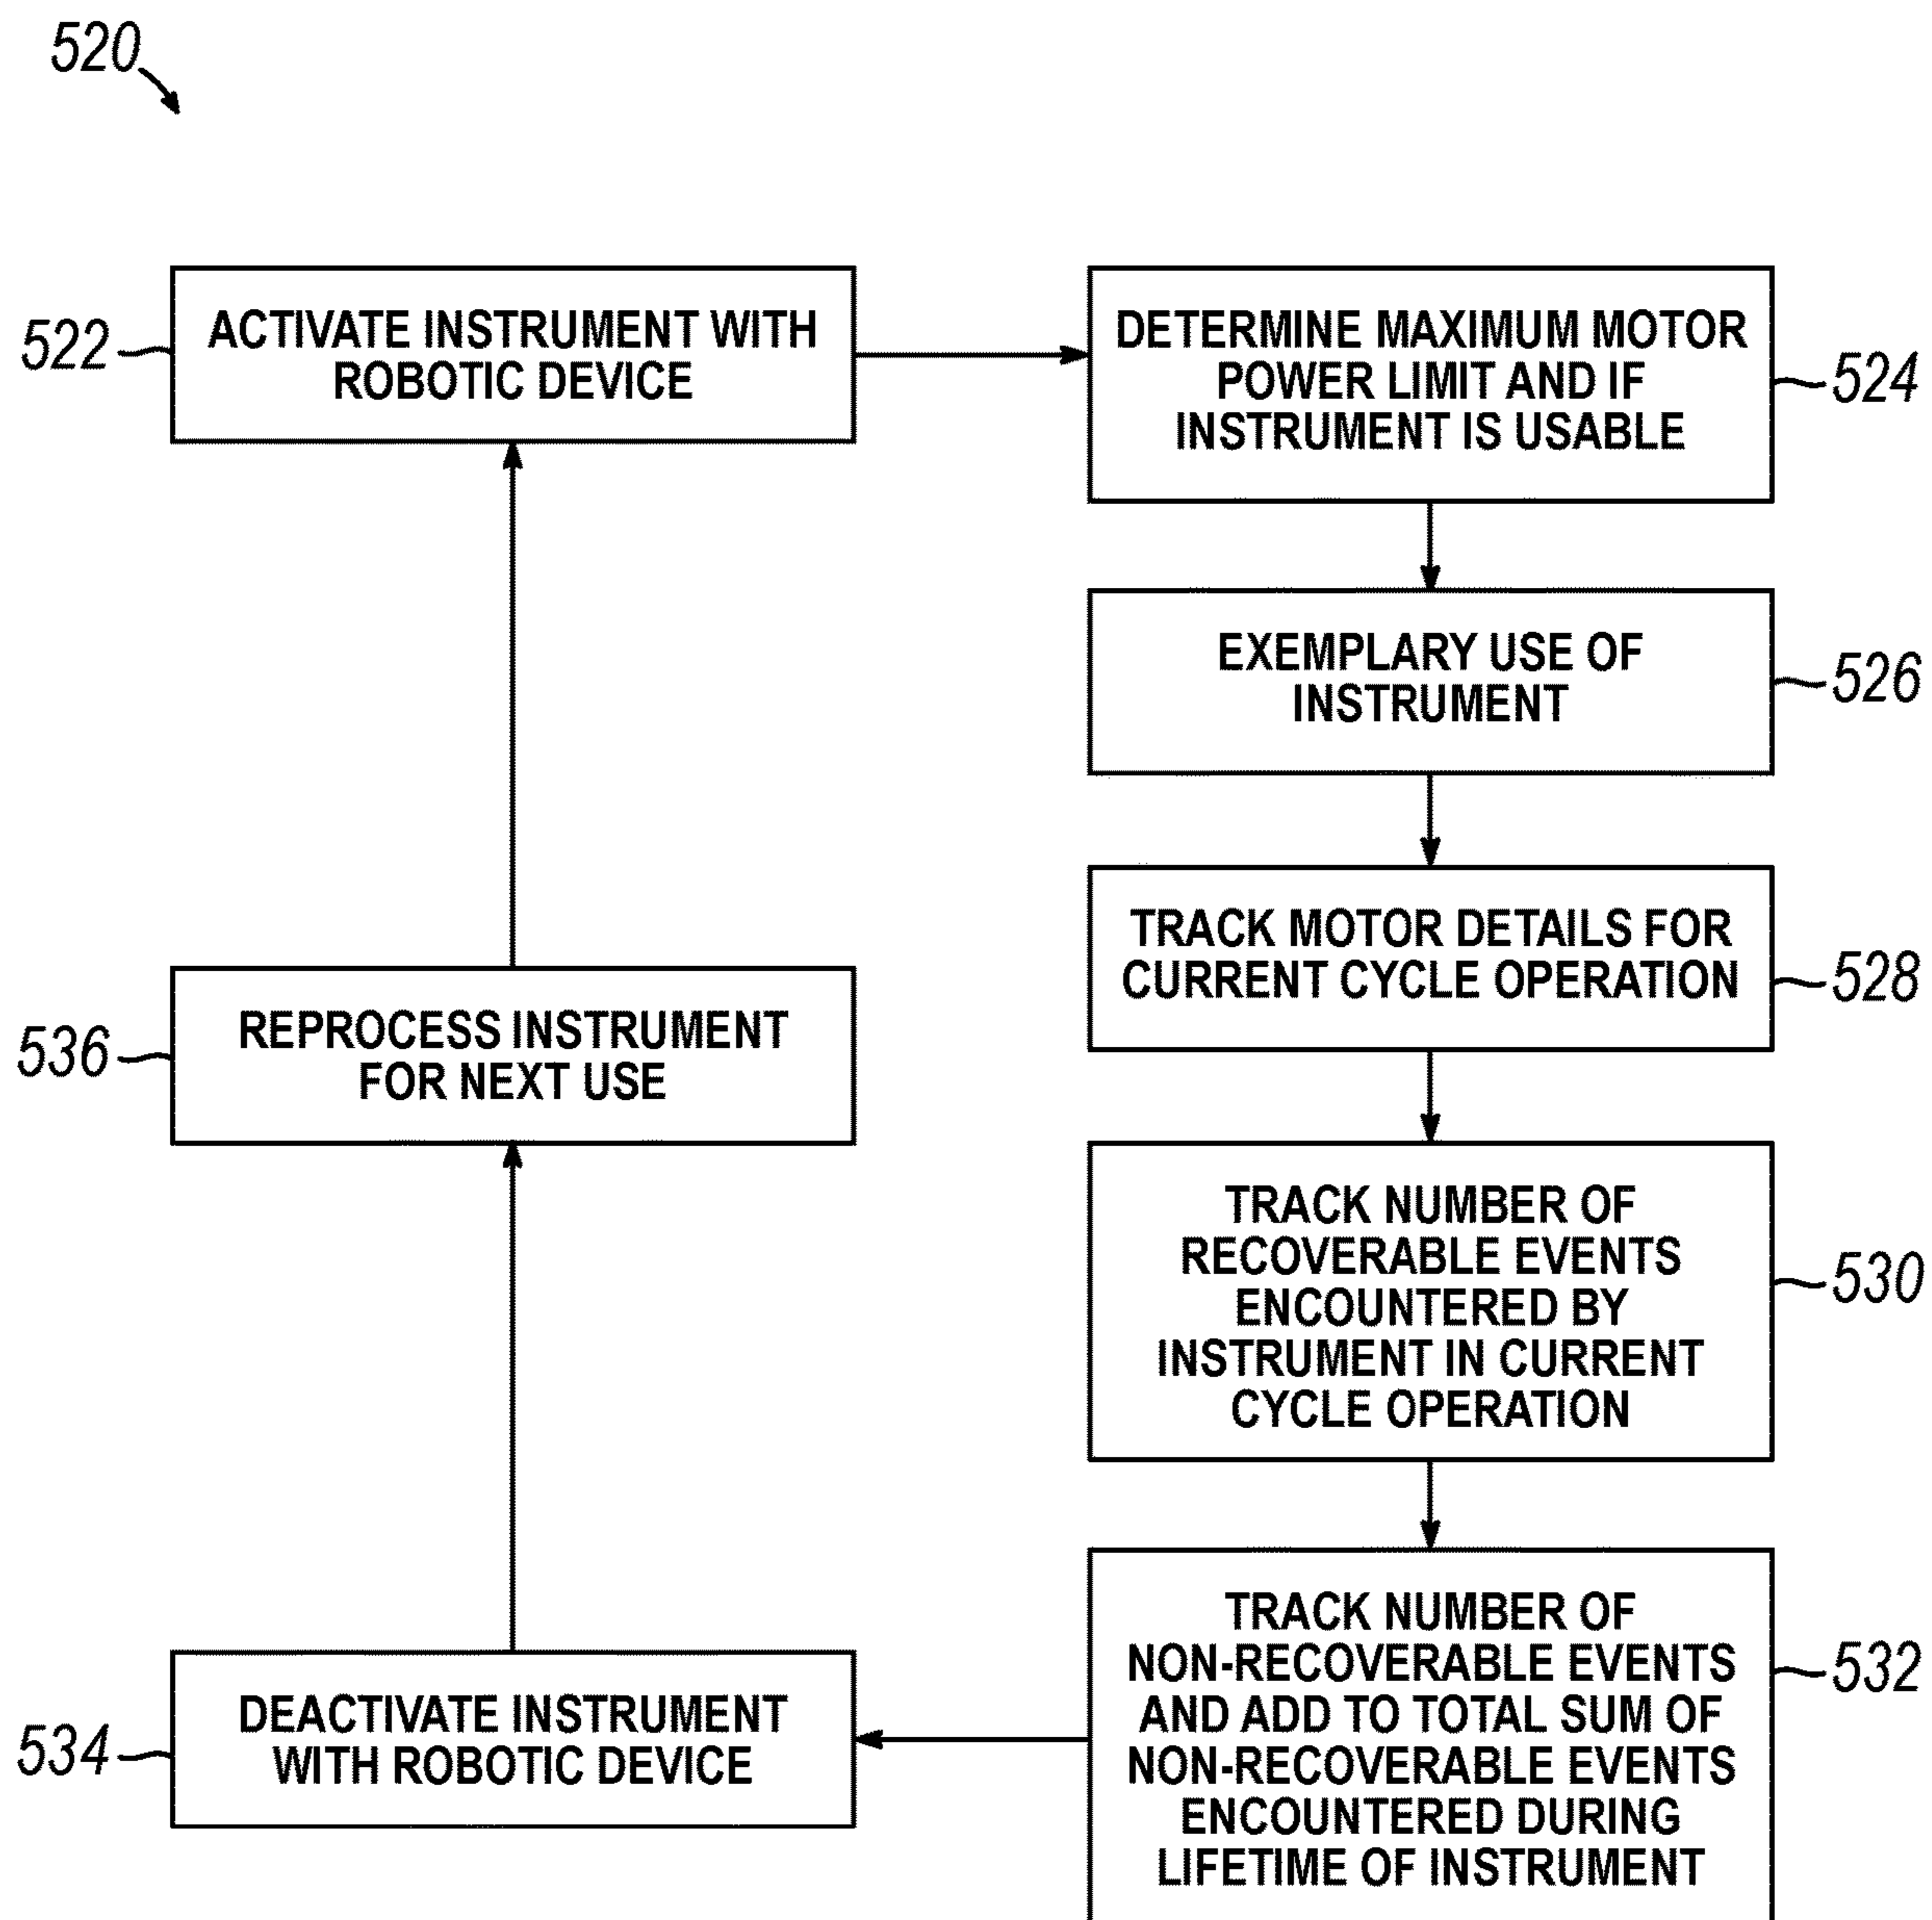 520
522
ACTIVATE INSTRUMENT WITH
ROBOTIC DEVICE
DETERMINE MAXIMUM MOTOR
POWER LIMIT AND IF
INSTRUMENT IS USABLE
524
EXEMPLARY USE OF
INSTRUMENT
526
TRACK MOTOR DETAILS FOR
CURRENT CYCLE OPERATION
528
TRACK NUMBER OF
RECOVERABLE EVENTS
ENCOUNTERED BY
INSTRUMENT IN CURRENT
CYCLE OPERATION
530
TRACK NUMBER OF
NON-RECOVERABLE EVENTS
AND ADD TO TOTAL SUM OF
NON-RECOVERABLE EVENTS
ENCOUNTERED DURING
LIFETIME OF INSTRUMENT
532
534
DEACTIVATE INSTRUMENT
WITH ROBOTIC DEVICE
536
REPROCESS INSTRUMENT
FOR NEXT USE